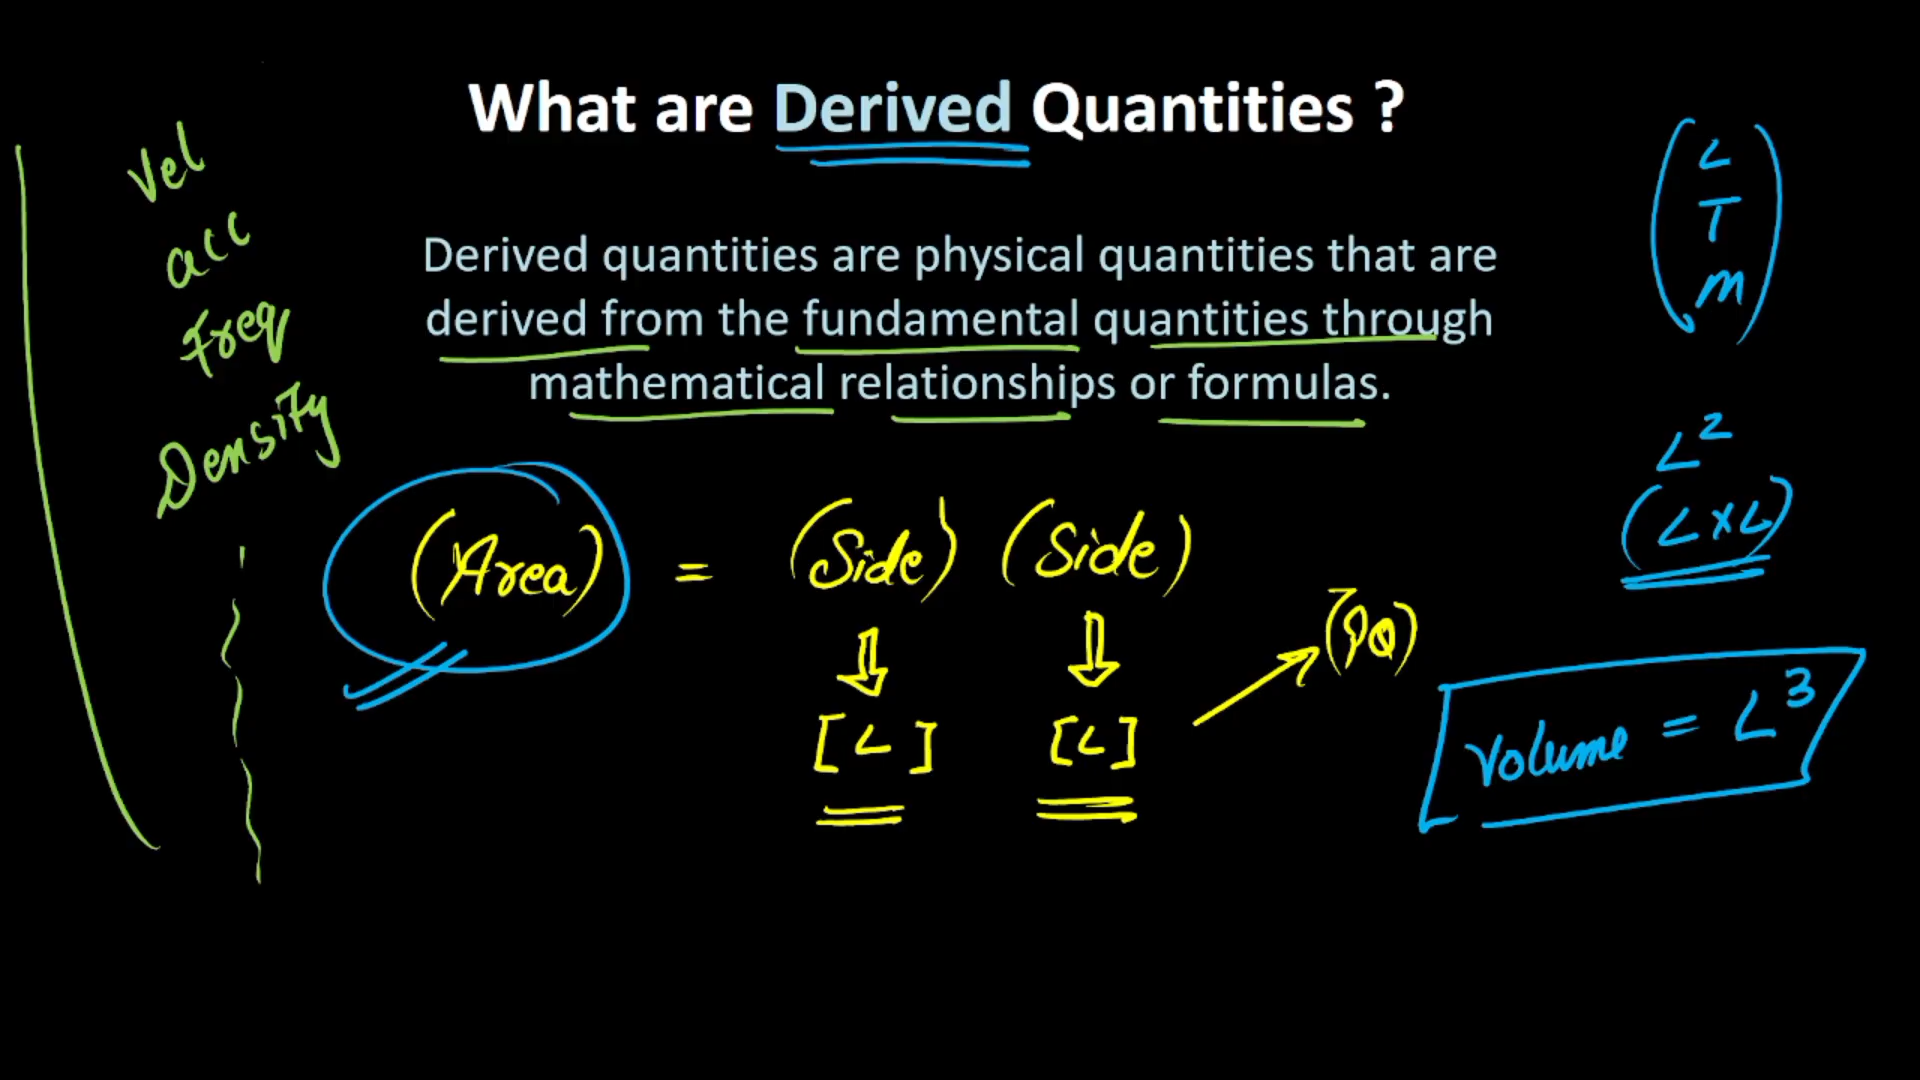 What are Derived Quantities ?
Derived quantities are physical quantities that are
derived from the fundamental quantities through
mathematical relationships or formulas.
Vel
acc
Freq
Density
(Area) = (Side) (Side)
[L] [L]
(PQ)
L
T
M
L²
(L×L)
Volume = L³